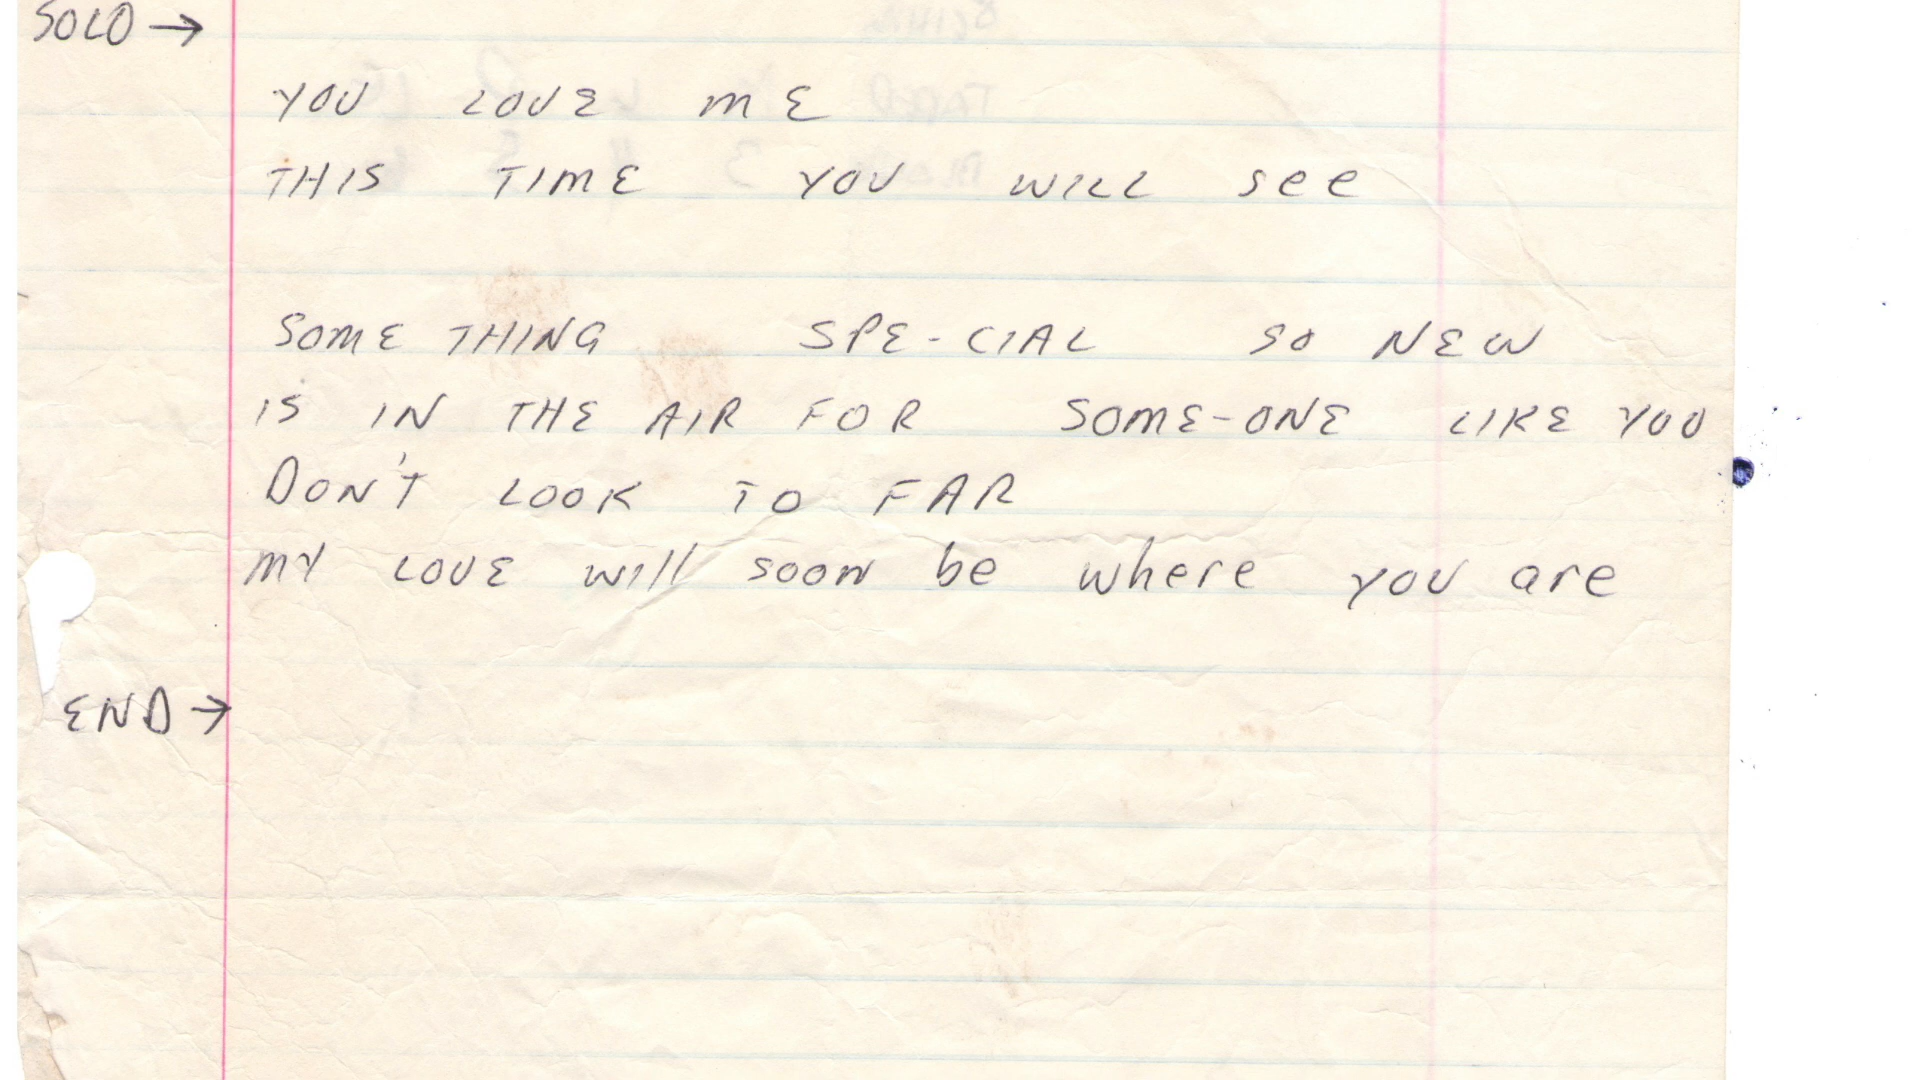 SOLO →
YOU LOVE ME
THIS TIME YOU WILL see
SOME THING SPE-CIAL SO NEW
IS IN THE AIR FOR SOME-ONE LIKE YOU
DON'T LOOK TO FAR
MY LOVE will soon be where you are
END →